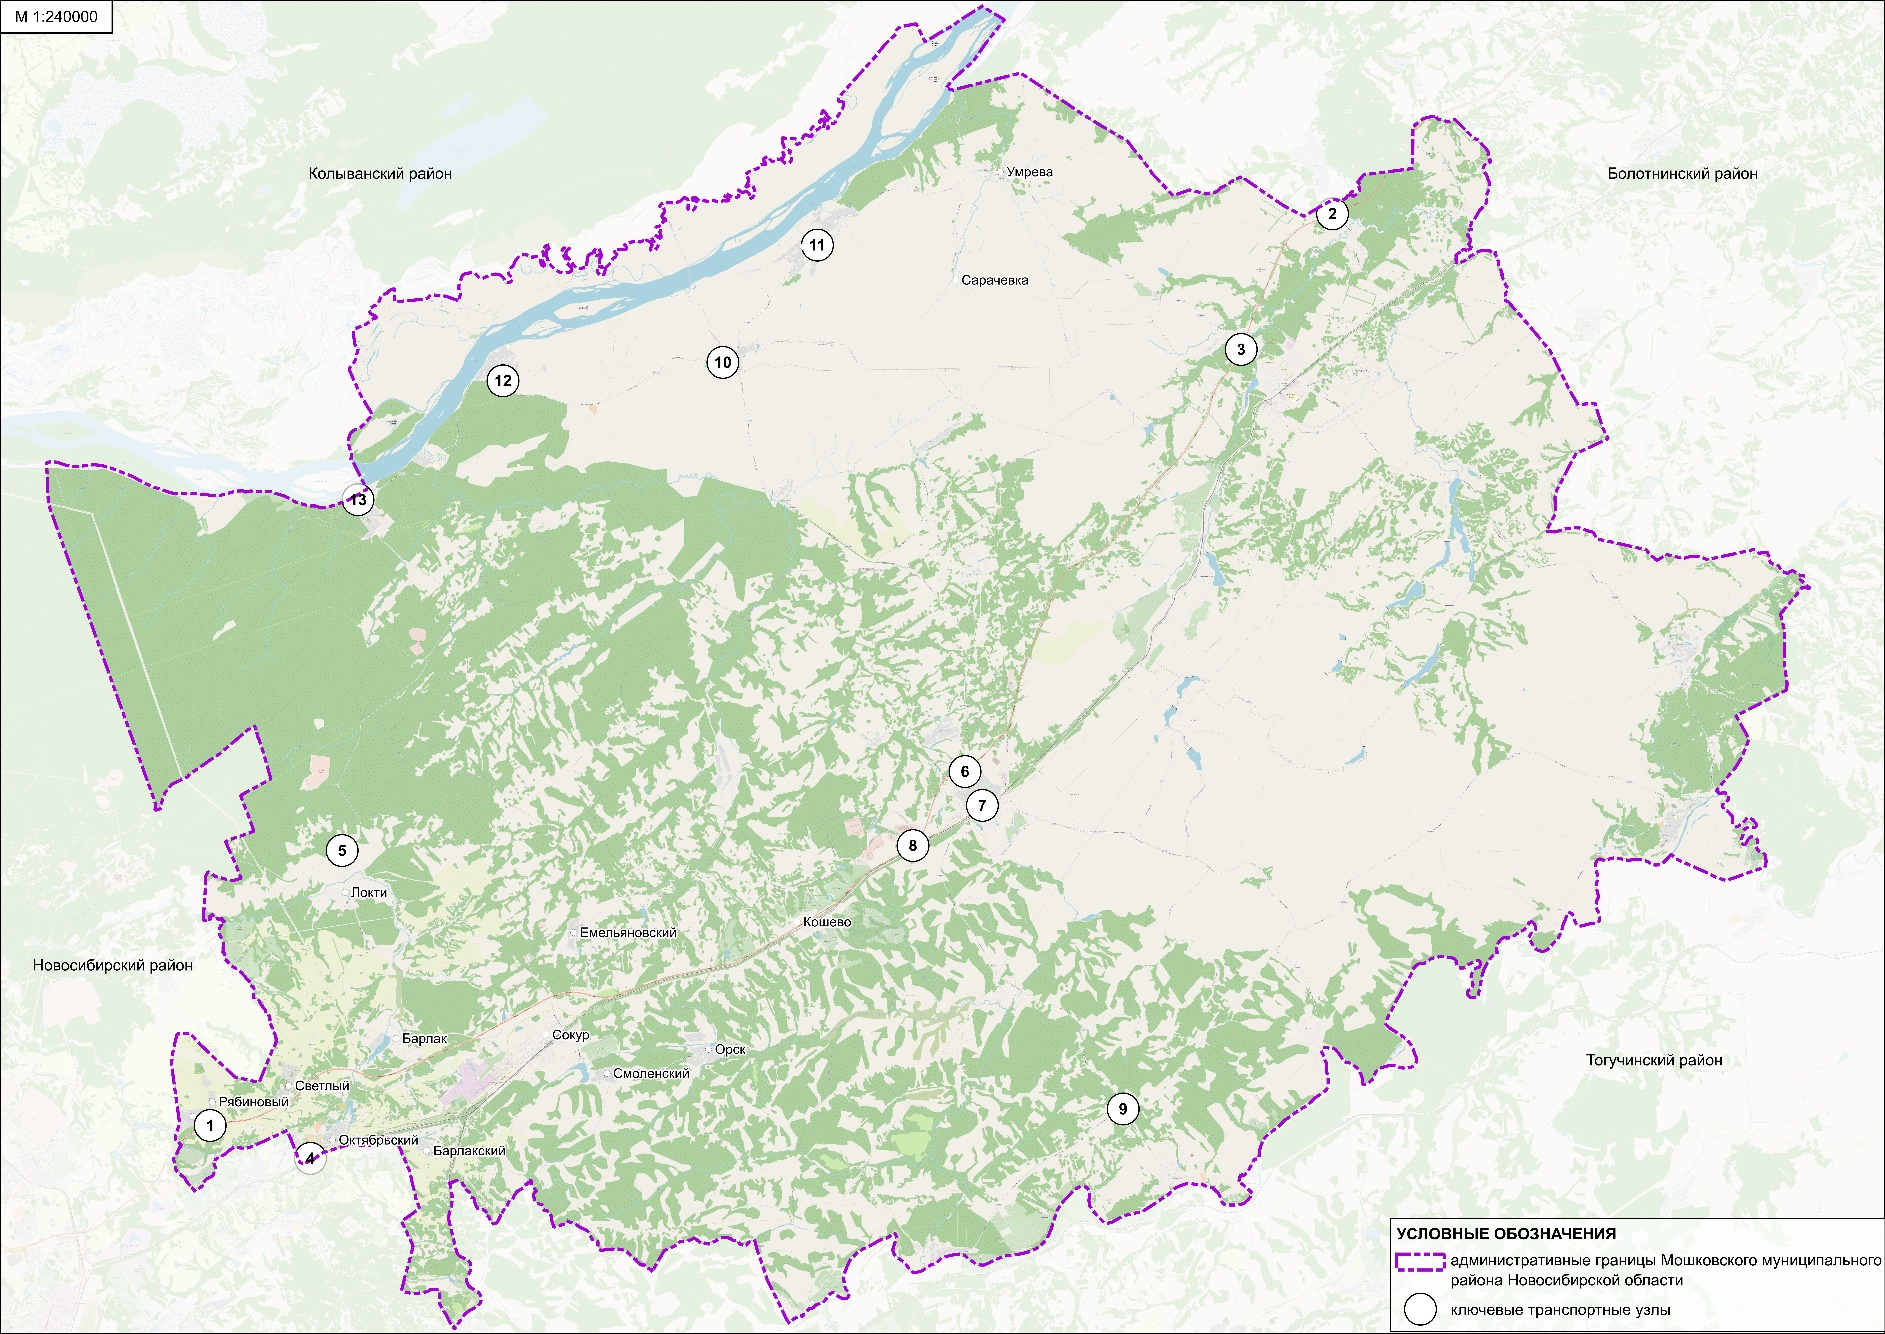 М 1:240000
Колыванский район
Умрева
Болотнинский район
2
11
Сарачевка
3
10
12
13
6
7
8
5
Локти
Кошево
Емельяновский
Новосибирский район
Сокур
Барлак
Орск
Тогучинский район
Смоленский
Светлый
Рябиновый
9
1
Октябрьский
Барлакский
4
УСЛОВНЫЕ ОБОЗНАЧЕНИЯ
административные границы Мошковского муниципального
района Новосибирской области
ключевые транспортные узлы